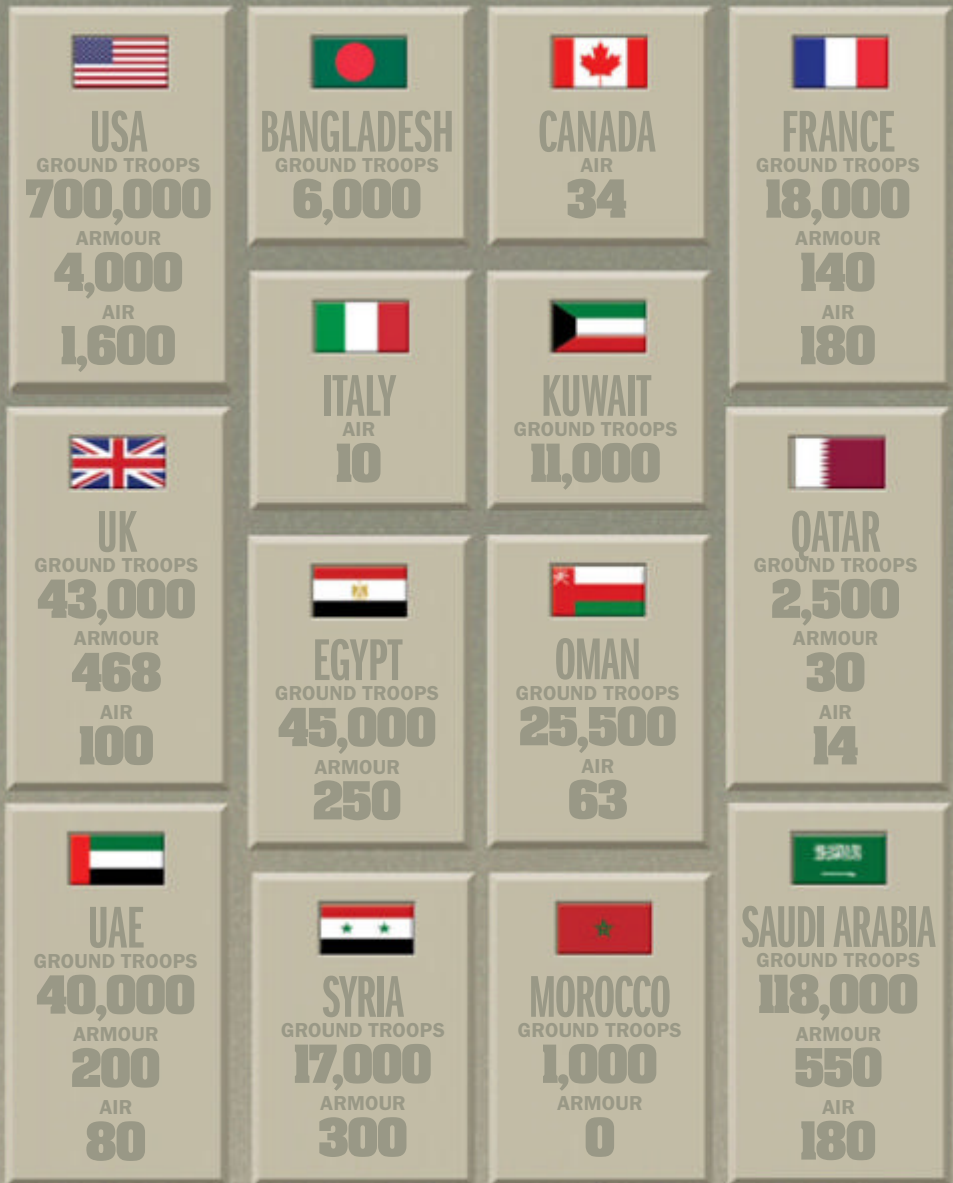 USA
GROUND TROOPS
700,000
ARMOUR
4,000
AIR
1,600
BANGLADESH
GROUND TROOPS
6,000
CANADA
AIR
34
FRANCE
GROUND TROOPS
18,000
ARMOUR
140
AIR
180
ITALY
AIR
10
KUWAIT
GROUND TROOPS
11,000
UK
GROUND TROOPS
43,000
ARMOUR
468
AIR
100
EGYPT
GROUND TROOPS
45,000
ARMOUR
250
OMAN
GROUND TROOPS
25,500
AIR
63
QATAR
GROUND TROOPS
2,500
ARMOUR
30
AIR
14
UAE
GROUND TROOPS
40,000
ARMOUR
200
AIR
80
SYRIA
GROUND TROOPS
17,000
ARMOUR
300
MOROCCO
GROUND TROOPS
1,000
ARMOUR
0
SAUDI ARABIA
GROUND TROOPS
118,000
ARMOUR
550
AIR
180